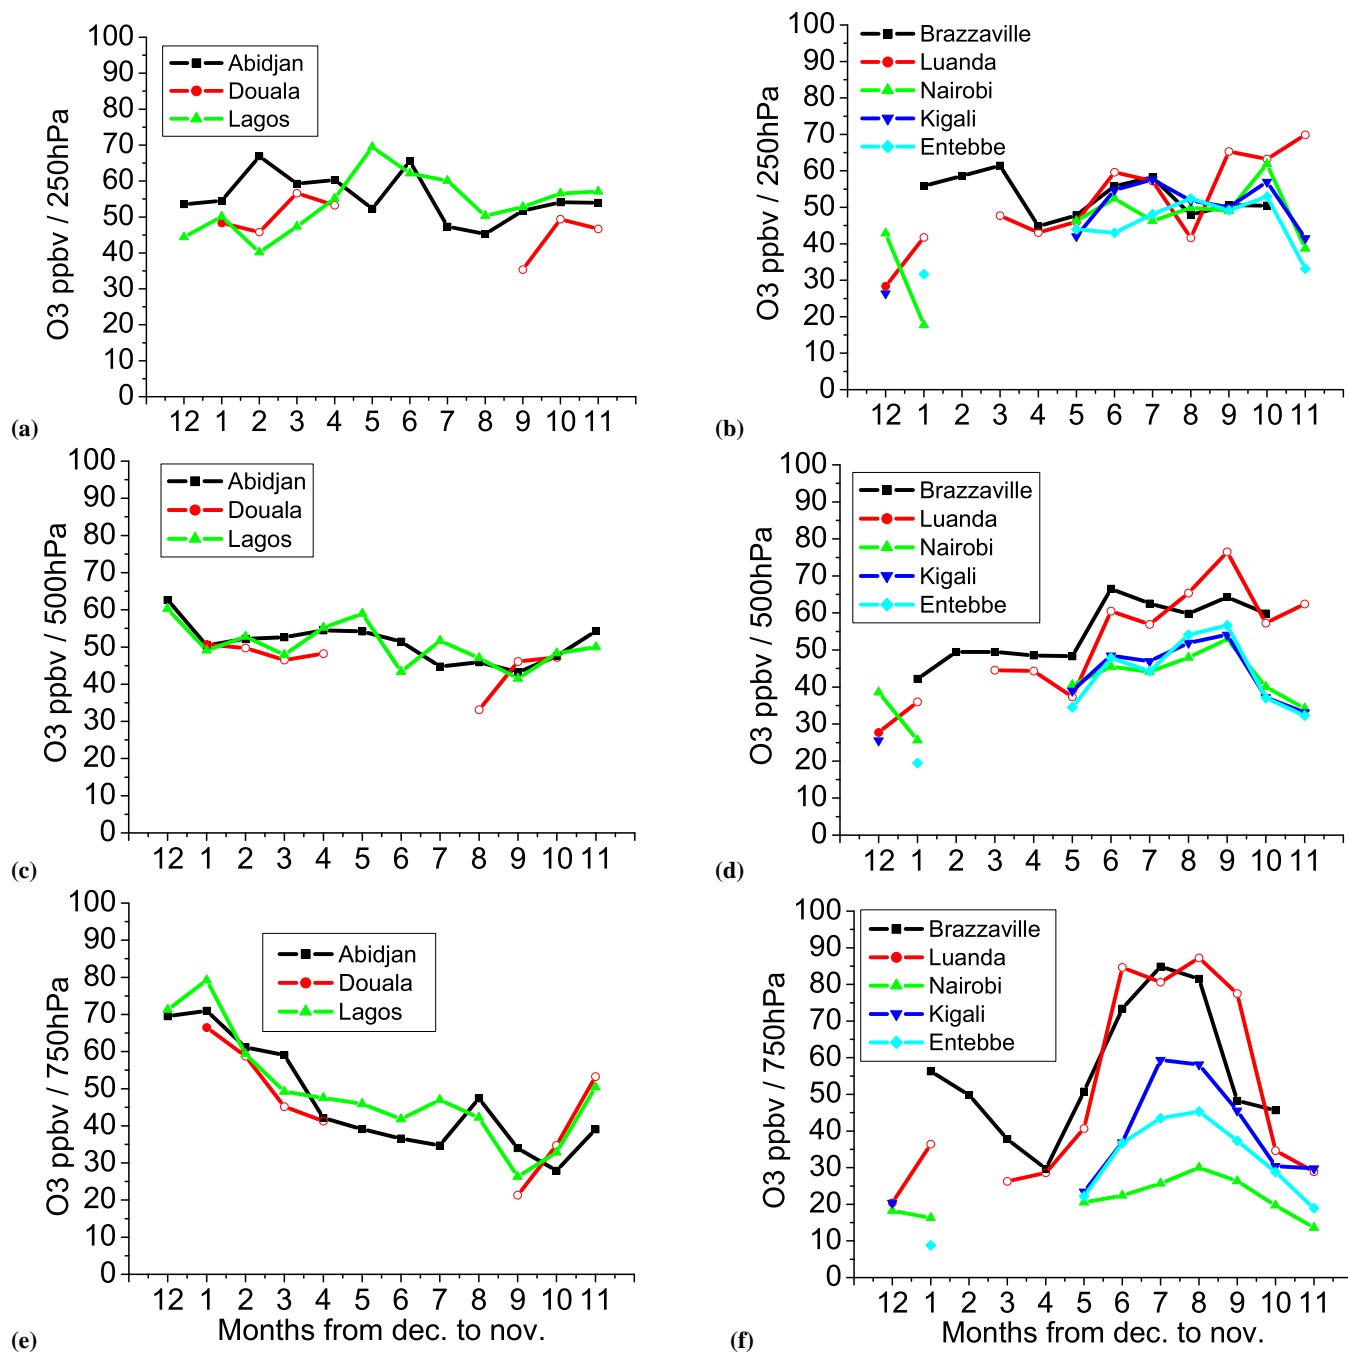 100
90
80
70
60
50
40
30
20
10
0
O3 ppbv / 250hPa
Abidjan
Douala
Lagos
12 1 2 3 4 5 6 7 8 9 10 11
(a)
100
90
80
70
60
50
40
30
20
10
0
O3 ppbv / 250hPa
Brazzaville
Luanda
Nairobi
Kigali
Entebbe
12 1 2 3 4 5 6 7 8 9 10 11
(b)
100
90
80
70
60
50
40
30
20
10
0
O3 ppbv / 500hPa
Abidjan
Douala
Lagos
12 1 2 3 4 5 6 7 8 9 10 11
(c)
100
90
80
70
60
50
40
30
20
10
0
O3 ppbv / 500hPa
Brazzaville
Luanda
Nairobi
Kigali
Entebbe
12 1 2 3 4 5 6 7 8 9 10 11
(d)
100
90
80
70
60
50
40
30
20
10
0
O3 ppbv / 750hPa
Abidjan
Douala
Lagos
12 1 2 3 4 5 6 7 8 9 10 11
Months from dec. to nov.
(e)
100
90
80
70
60
50
40
30
20
10
0
O3 ppbv / 750hPa
Brazzaville
Luanda
Nairobi
Kigali
Entebbe
12 1 2 3 4 5 6 7 8 9 10 11
Months from dec. to nov.
(f)